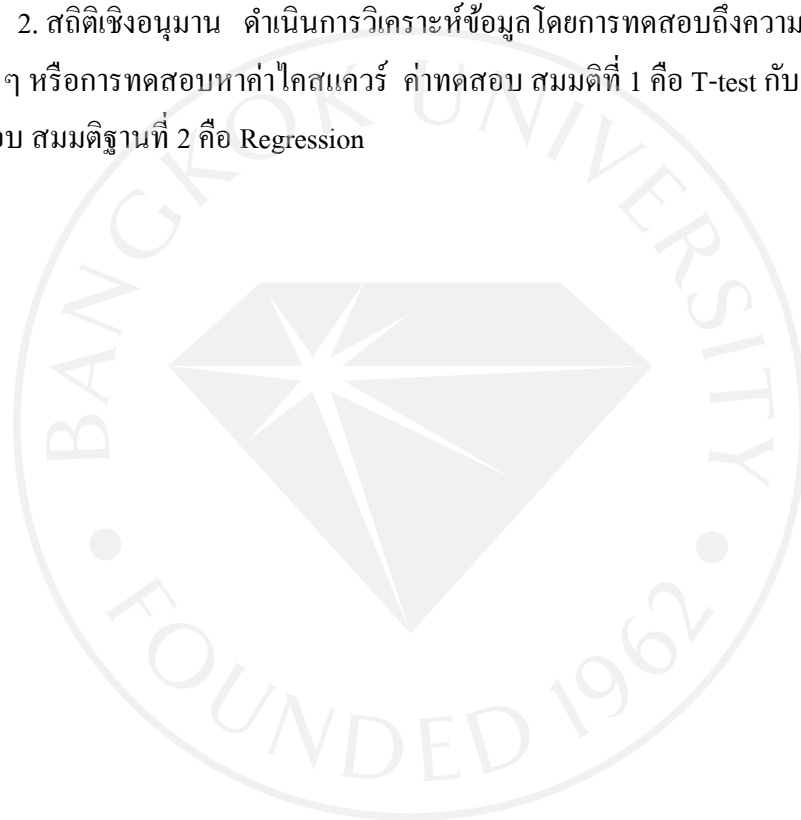 2. สถิติเชิงอนุมาน ดำเนินการวิเคราะห์ข้อมูลโดยการทดสอบถึงความ
ๆ หรือการทดสอบหาค่าไคสแควร์ ค่าทดสอบ สมมติที่ 1 คือ T-test กับ
อบ สมมติฐานที่ 2 คือ Regression
BANGKOK UNIVERSITY
• FOUNDED 1962 •